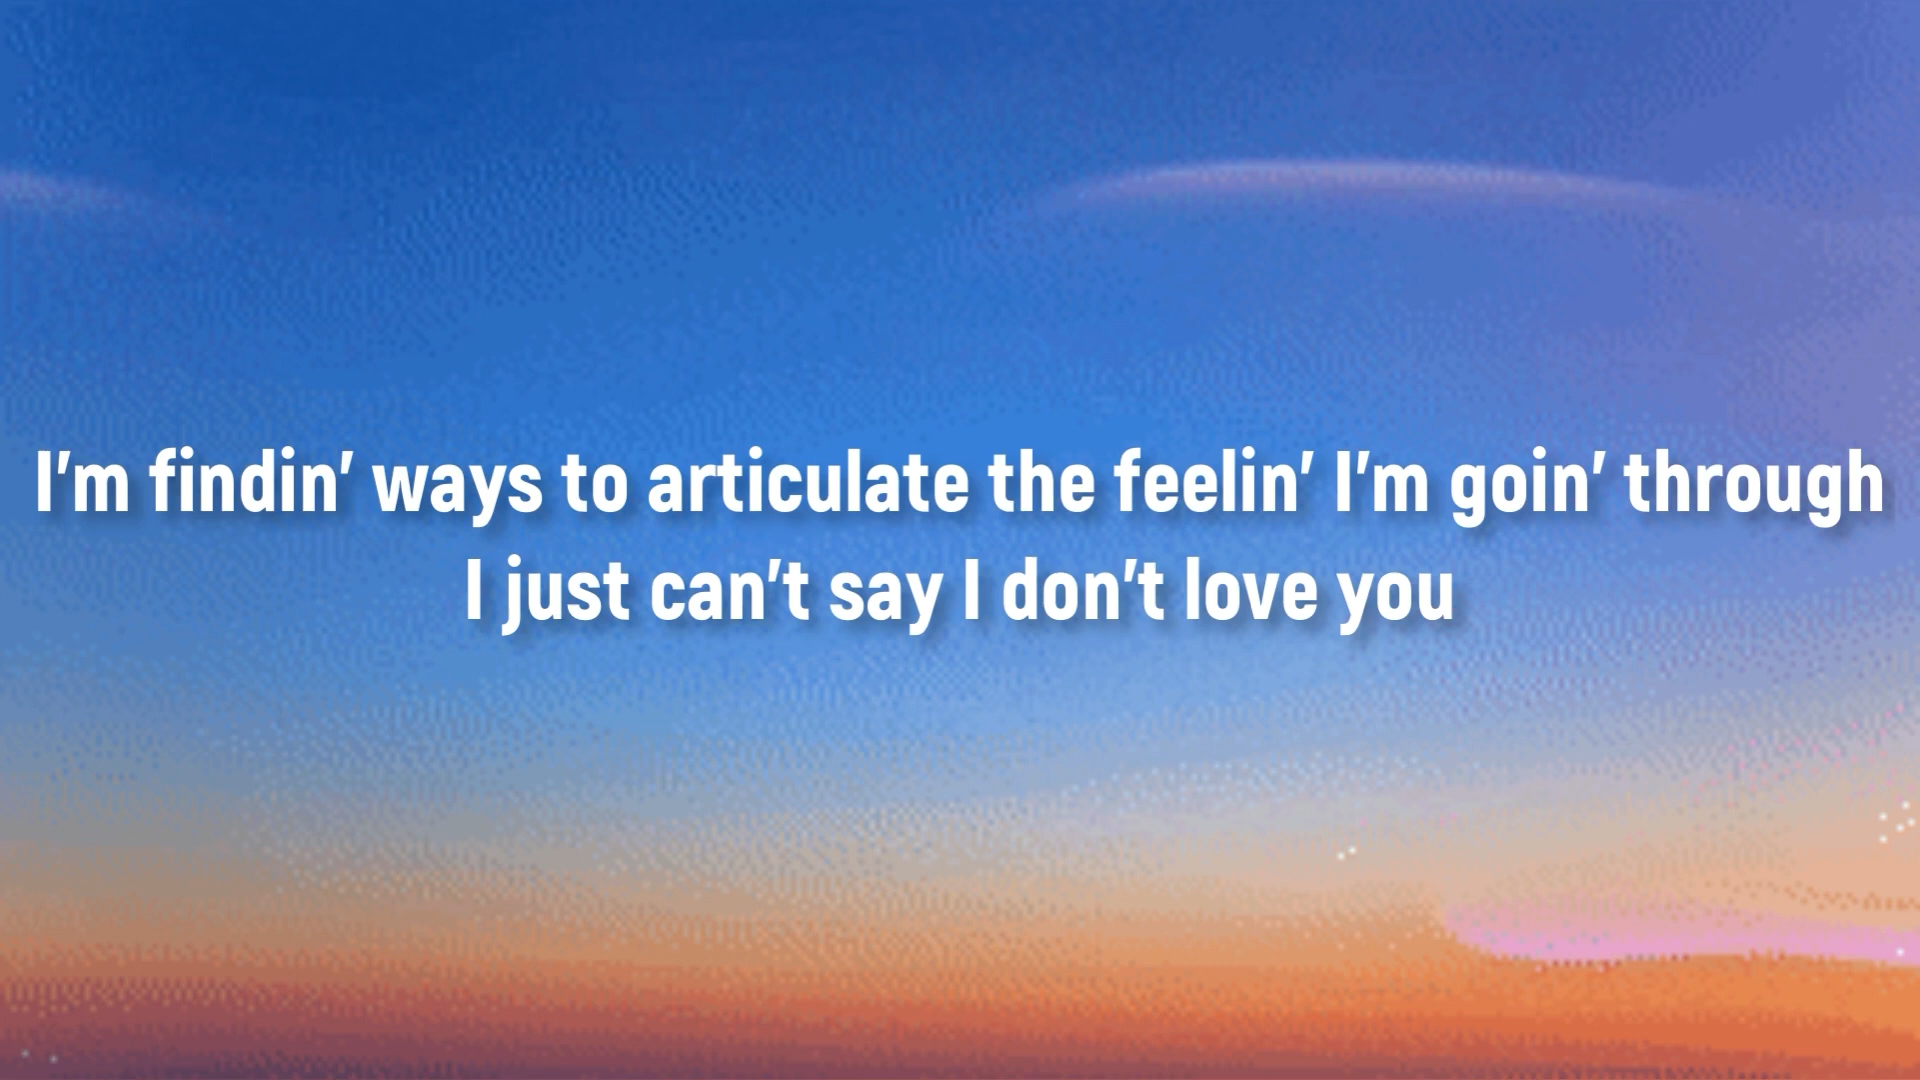 I’m findin’ ways to articulate the feelin’ I’m goin’ through
I just can’t say I don’t love you